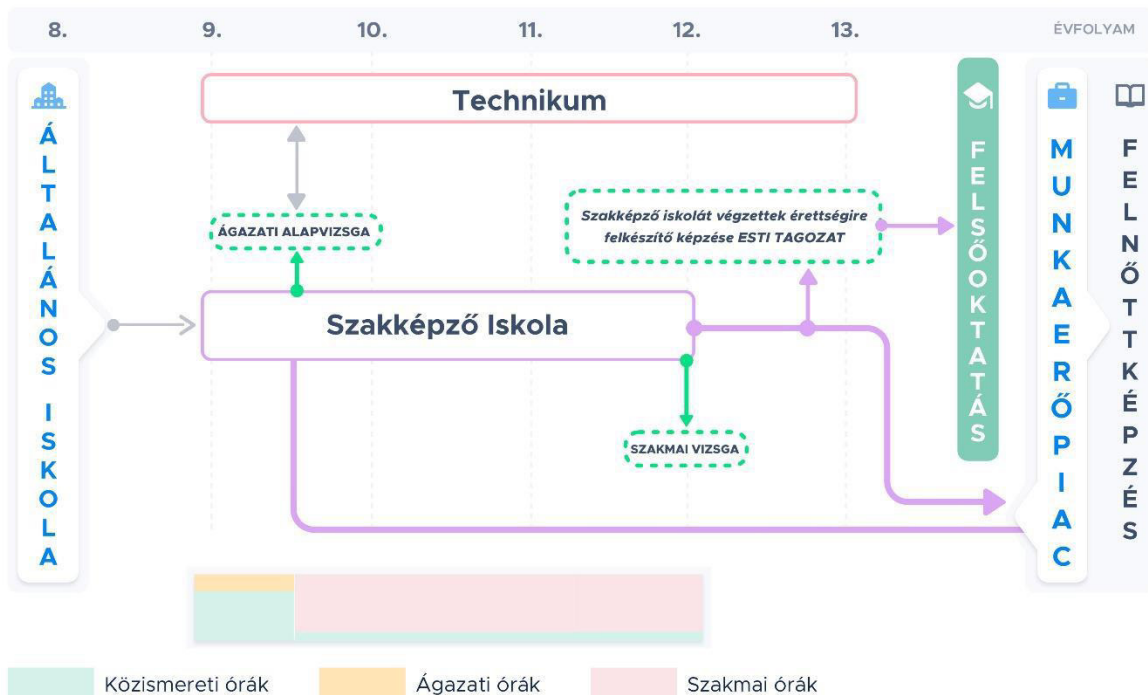 8. 9. 10. 11. 12. 13. ÉVFOLYAM
ÁLTALÁNOS ISKOLA
Technikum
ÁGAZATI ALAPVIZSGA
Szakképző iskolát végzettek érettségire
felkészítő képzése ESTI TAGOZAT
Szakképző Iskola
SZAKMAI VIZSGA
FELSŐOKTATÁS
MUNKAERŐPIAC
FELNŐTTKÉPZÉS
Közismereti órák
Ágazati órák
Szakmai órák